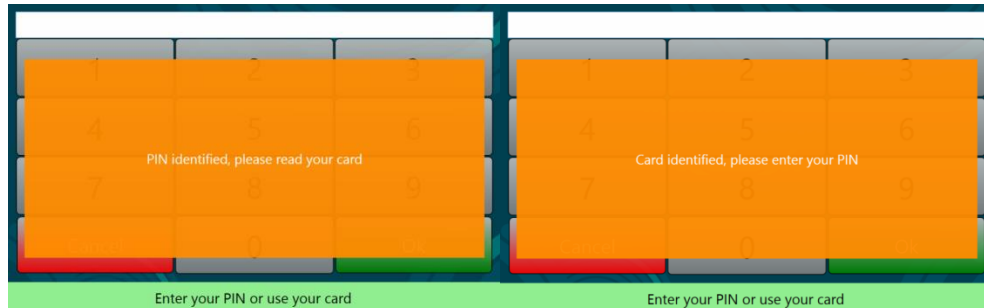 1 2 3
4 5 6
PIN identified, please read your card
7 8 9
Cancel 0 Ok
Enter your PIN or use your card
1 2 3
4 5 6
Card identified, please enter your PIN
7 8 9
Cancel 0 Ok
Enter your PIN or use your card